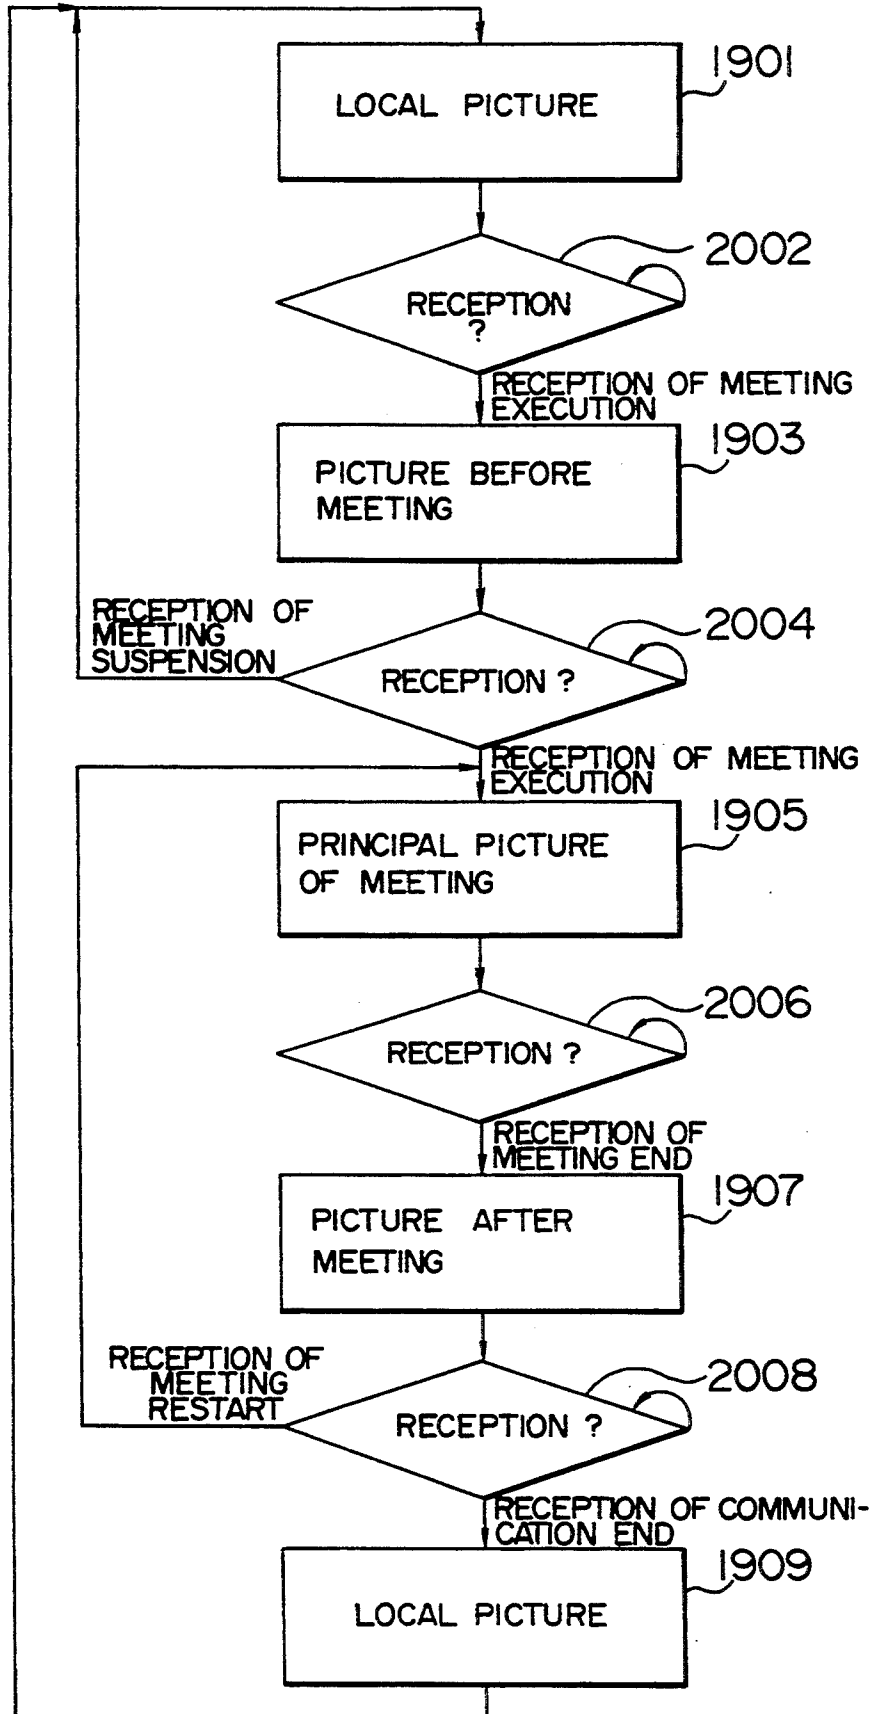 1901
LOCAL PICTURE
2002
RECEPTION
?
RECEPTION OF MEETING
EXECUTION
1903
PICTURE BEFORE
MEETING
RECEPTION OF
MEETING
SUSPENSION
2004
RECEPTION ?
RECEPTION OF MEETING
EXECUTION
1905
PRINCIPAL PICTURE
OF MEETING
2006
RECEPTION ?
RECEPTION OF
MEETING END
1907
PICTURE AFTER
MEETING
RECEPTION OF
MEETING
RESTART
2008
RECEPTION ?
RECEPTION OF COMMUNI-
CATION END
1909
LOCAL PICTURE